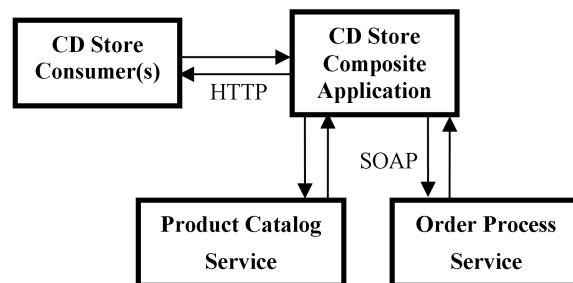 CD Store
Consumer(s)
CD Store
Composite
Application
HTTP
SOAP
Product Catalog
Service
Order Process
Service